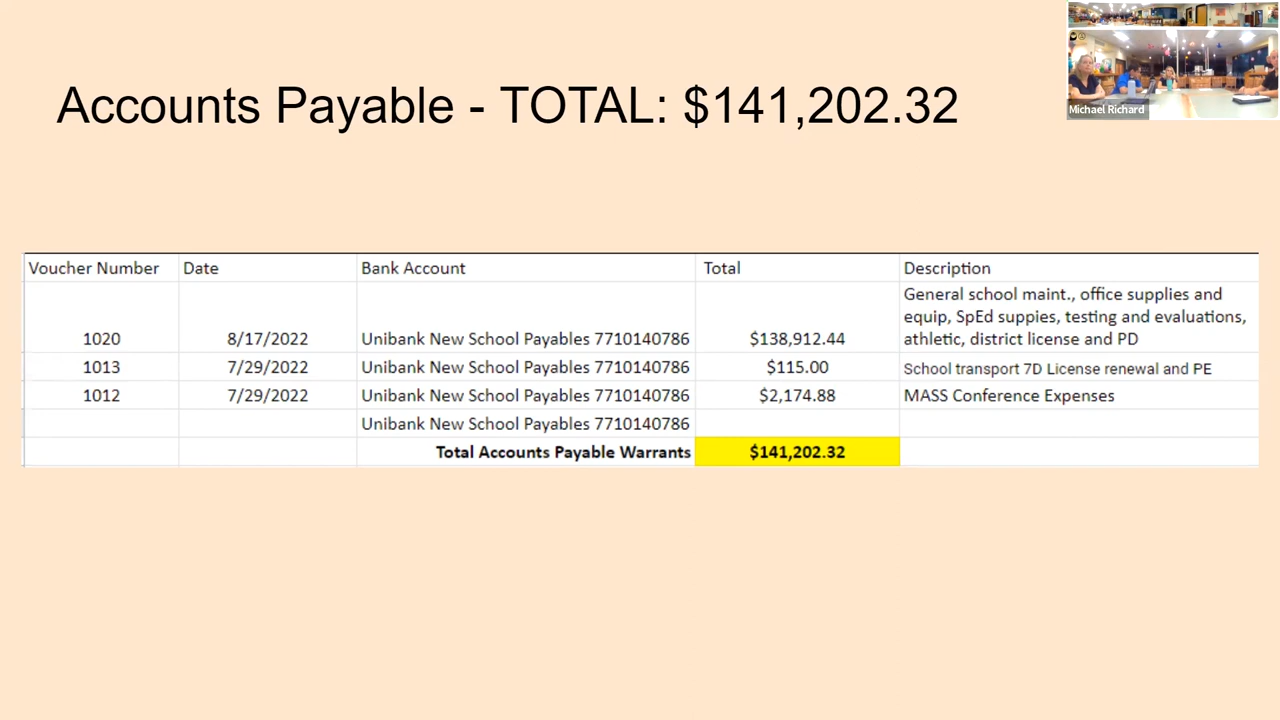 Michael Richard
Accounts Payable - TOTAL: $141,202.32
Voucher Number Date Bank Account Total Description
General school maint., office supplies and
equip, SpEd suppies, testing and evaluations,
1020 8/17/2022 Unibank New School Payables 7710140786 $138,912.44 athletic, district license and PD
1013 7/29/2022 Unibank New School Payables 7710140786 $115.00 School transport 7D License renewal and PE
1012 7/29/2022 Unibank New School Payables 7710140786 $2,174.88 MASS Conference Expenses
Unibank New School Payables 7710140786
Total Accounts Payable Warrants $141,202.32